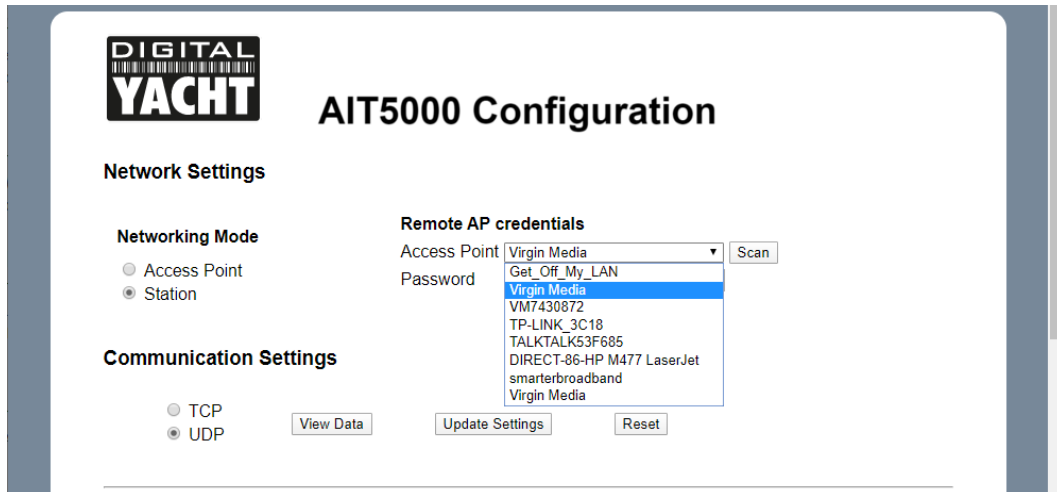 DIGITAL
YACHT
AIT5000 Configuration
Network Settings
Networking Mode
Access Point
Station
Remote AP credentials
Access Point Virgin Media Scan
Password
Get_Off_My_LAN
Virgin Media
VM7430872
TP-LINK_3C18
TALKTALK53F685
DIRECT-86-HP M477 LaserJet
smarterbroadband
Virgin Media
Communication Settings
TCP
UDP
View Data Update Settings Reset